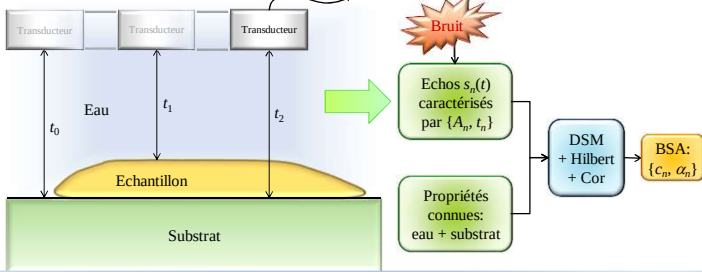 Transducteur
Transducteur
Transducteur
Eau
t0
t1
t2
Echantillon
Substrat
Bruit
Echos sn(t)
caractérisés
par {An, tn}
Propriétés
connues:
eau + substrat
DSM
+ Hilbert
+ Cor
BSA:
{cn, αn}